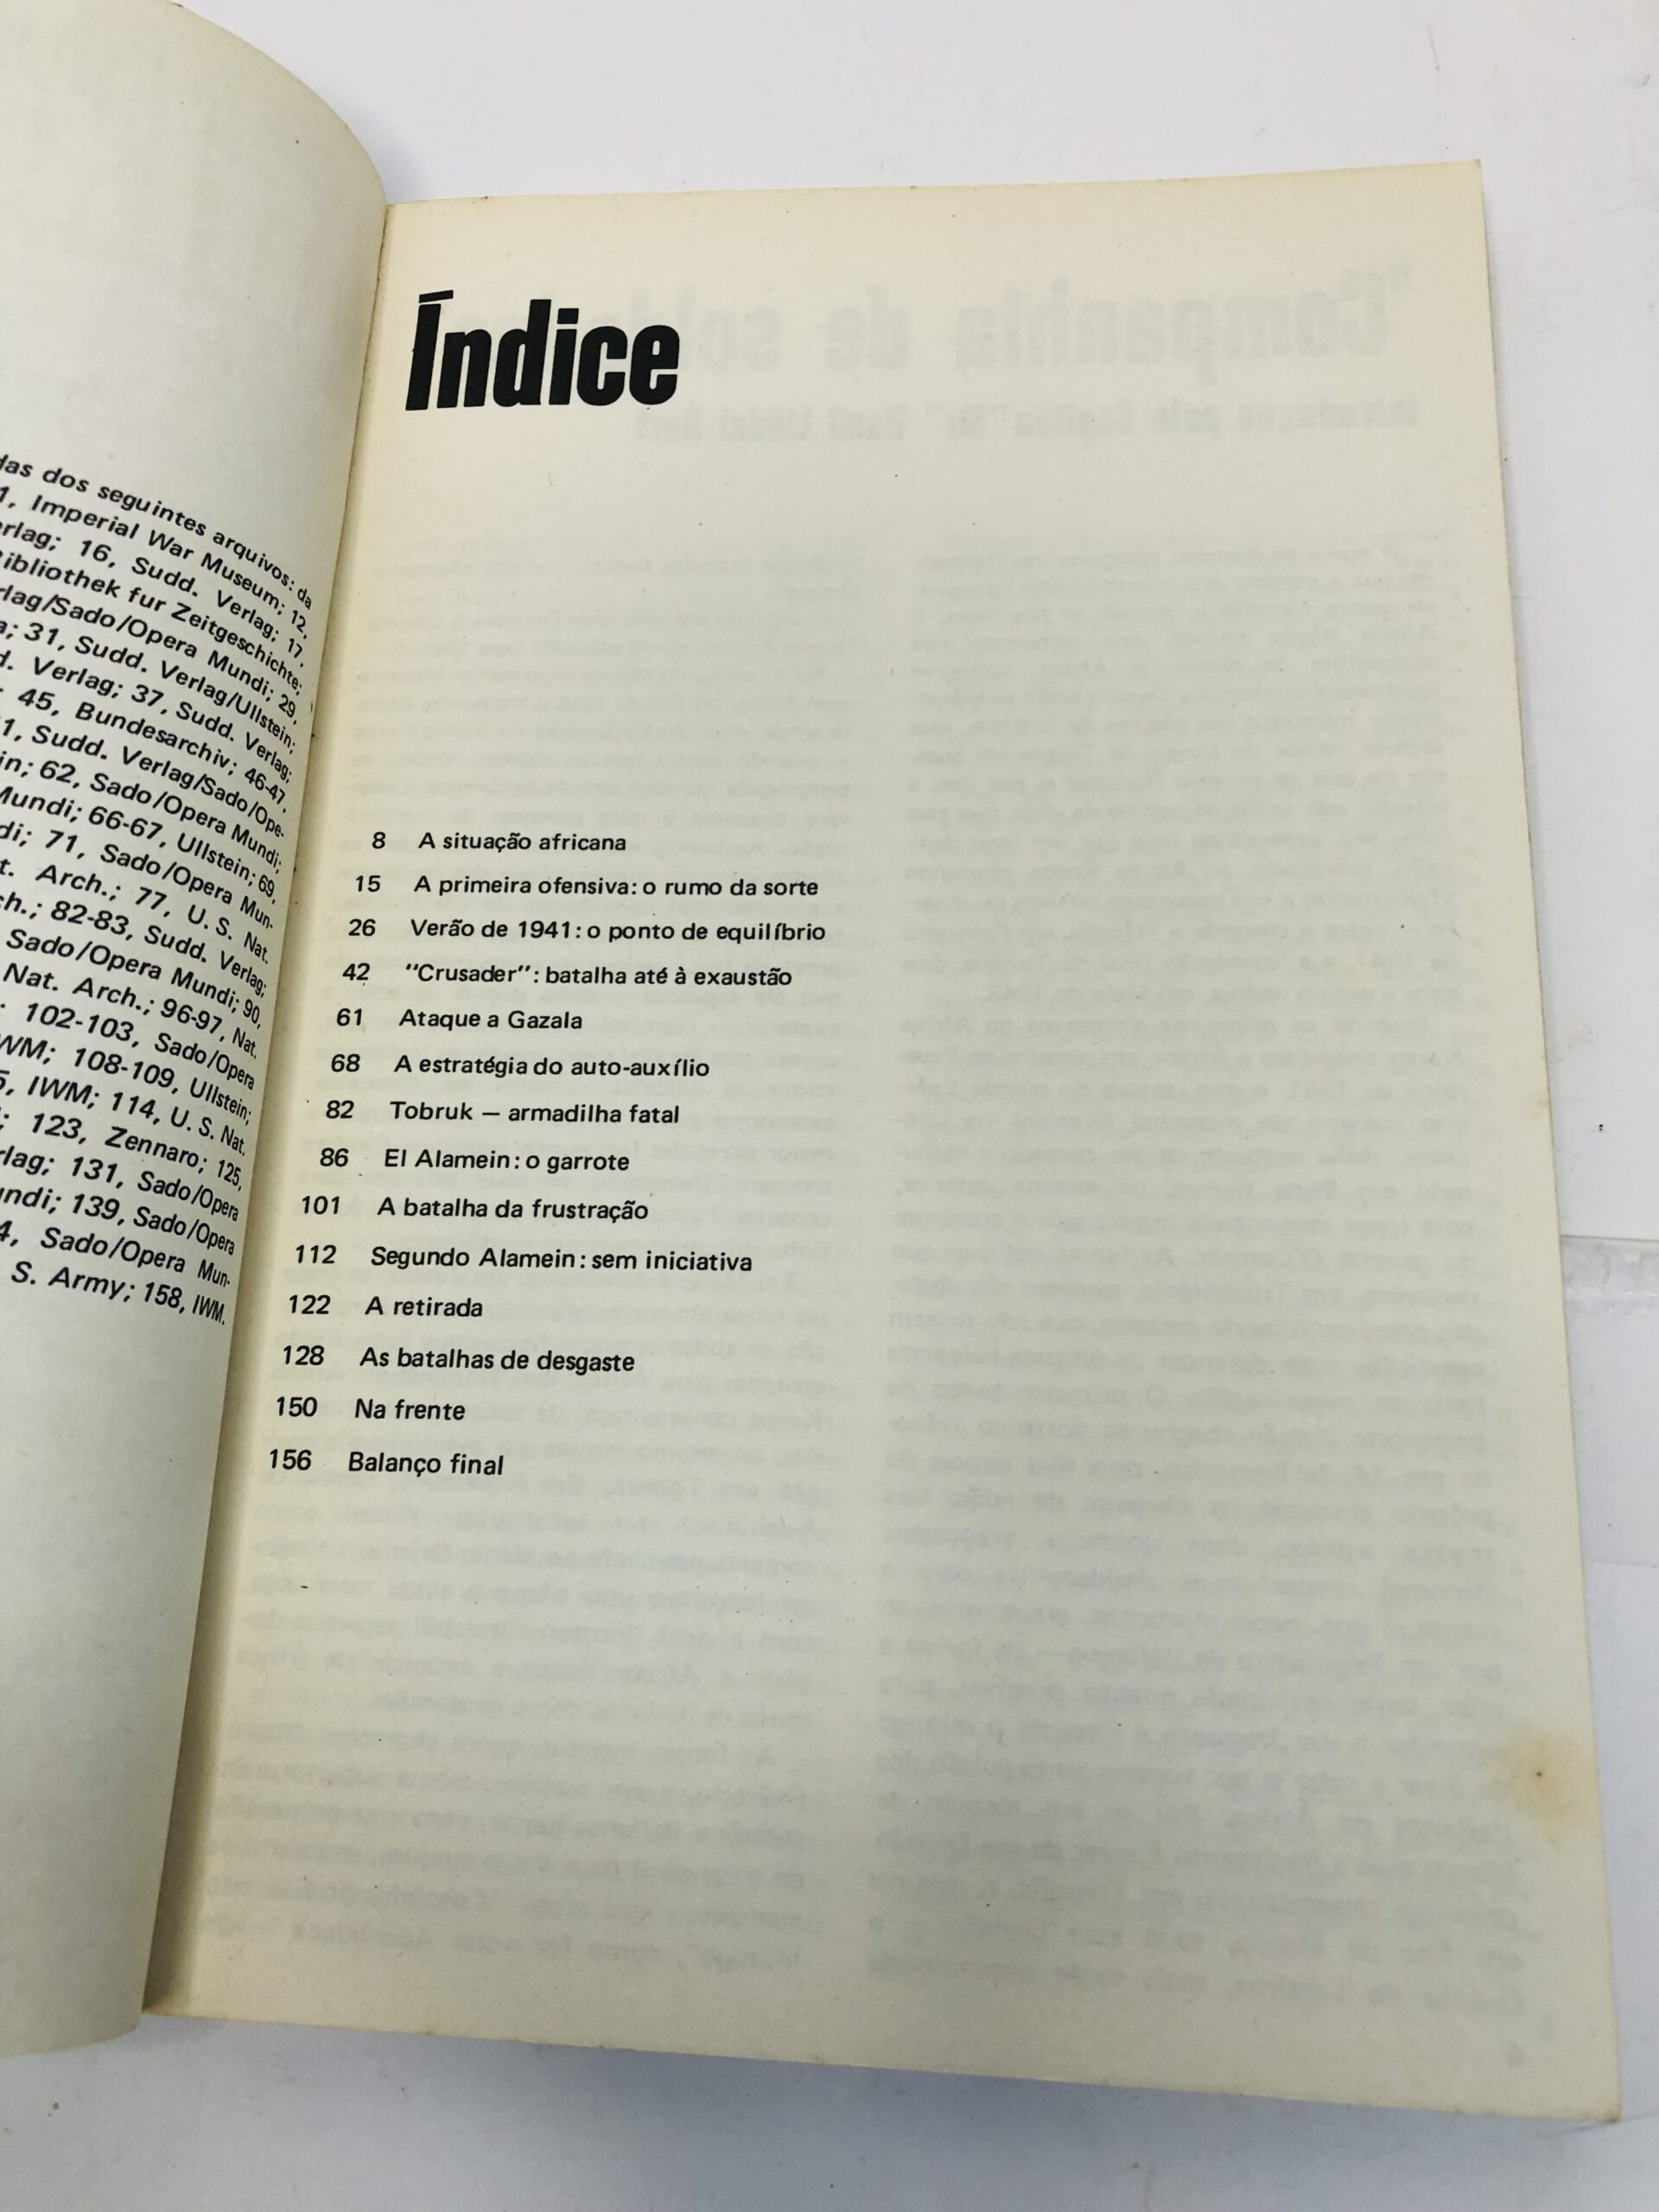 das dos seguintes arquivos: da
1, Imperial War Museum; 12,
erlag; 16, Sudd. Verlag; 17,
Bibliothek fur Zeitgeschichte;
rlag/Sado/Opera Mundi; 29,
a; 31, Sudd. Verlag/Ullstein;
d. Verlag; 37, Sudd. Verlag;
; 45, Bundesarchiv; 46-47,
1, Sudd. Verlag/Sado/Ope-
in; 62, Sado/Opera Mundi;
Mundi; 66-67, Ullstein; 69,
di; 71, Sado/Opera Mun-
t. Arch.; 77, U. S. Nat.
ch.; 82-83, Sudd. Verlag;
Sado/Opera Mundi; 90,
Nat. Arch.; 96-97, Nat.
; 102-103, Sado/Opera
WM; 108-109, Ullstein;
5, IWM; 114, U. S. Nat.
; 123, Zennaro; 125,
rlag; 131, Sado/Opera
undi; 139, Sado/Opera
4, Sado/Opera Mun-
S. Army; 158, IWM.
Índice
8 A situação africana
15 A primeira ofensiva: o rumo da sorte
26 Verão de 1941: o ponto de equilíbrio
42 "Crusader": batalha até à exaustão
61 Ataque a Gazala
68 A estratégia do auto-auxílio
82 Tobruk — armadilha fatal
86 El Alamein: o garrote
101 A batalha da frustração
112 Segundo Alamein: sem iniciativa
122 A retirada
128 As batalhas de desgaste
150 Na frente
156 Balanço final